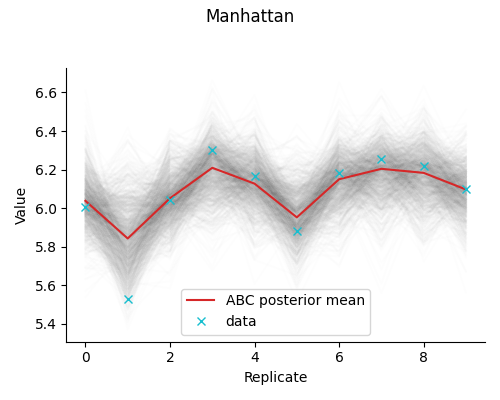 Manhattan
6.6
6.4
6.2
6.0
5.8
5.6
5.4
Value
ABC posterior mean
data
0 2 4 6 8
Replicate